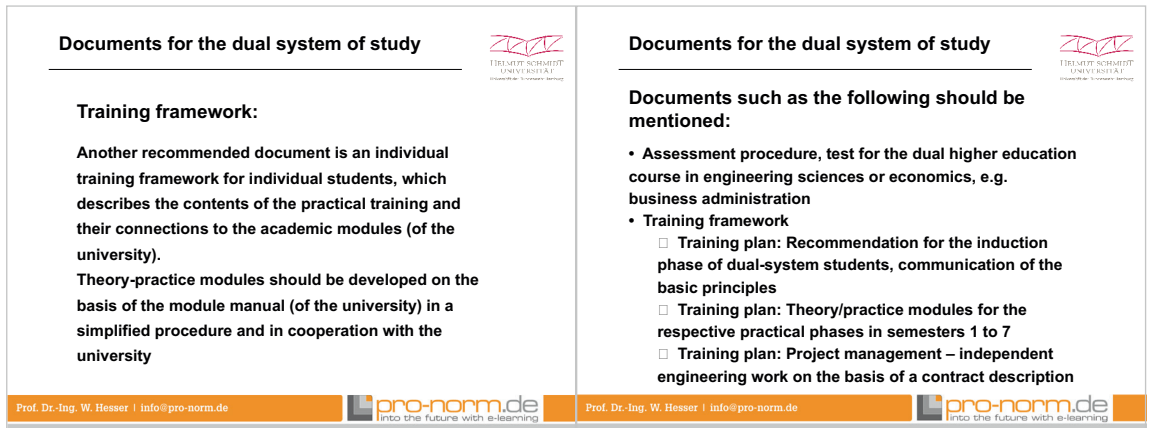 Documents for the dual system of study
HELMUT SCHMIDT
UNIVERSITÄT
Training framework:
Another recommended document is an individual
training framework for individual students, which
describes the contents of the practical training and
their connections to the academic modules (of the
university).
Theory-practice modules should be developed on the
basis of the module manual (of the university) in a
simplified procedure and in cooperation with the
university
Prof. Dr.-Ing. W. Hesser | info@pro-norm.de
pro-norm.de
into the future with e-learning
Documents for the dual system of study
HELMUT SCHMIDT
UNIVERSITÄT
Documents such as the following should be
mentioned:
• Assessment procedure, test for the dual higher education
course in engineering sciences or economics, e.g.
business administration
• Training framework
□ Training plan: Recommendation for the induction
phase of dual-system students, communication of the
basic principles
□ Training plan: Theory/practice modules for the
respective practical phases in semesters 1 to 7
□ Training plan: Project management – independent
engineering work on the basis of a contract description
Prof. Dr.-Ing. W. Hesser | info@pro-norm.de
pro-norm.de
into the future with e-learning